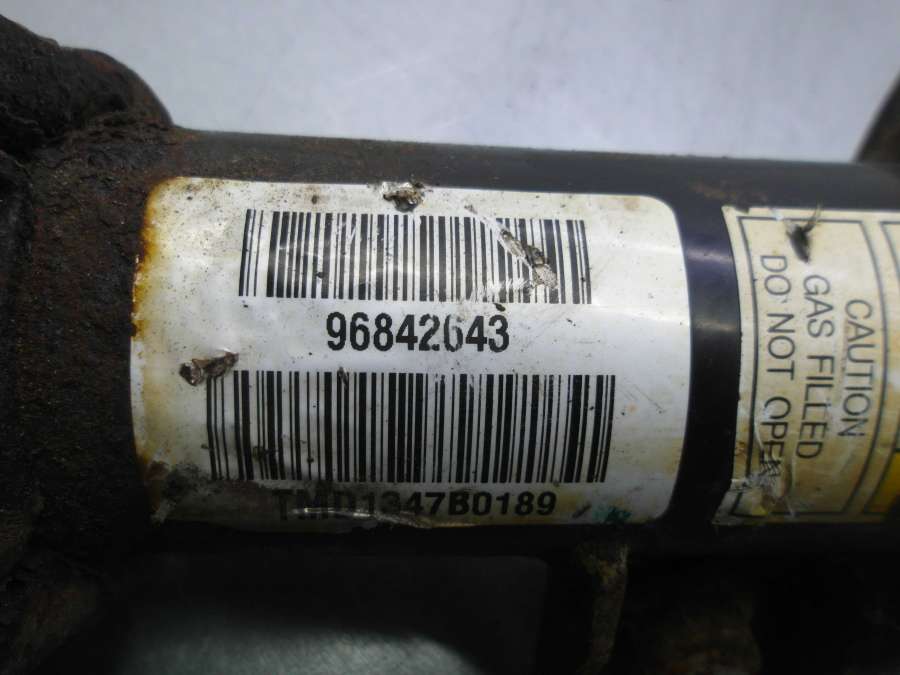 96842643
TMD1347B0189
CAUTION
GAS FILLED
DO NOT OPEN